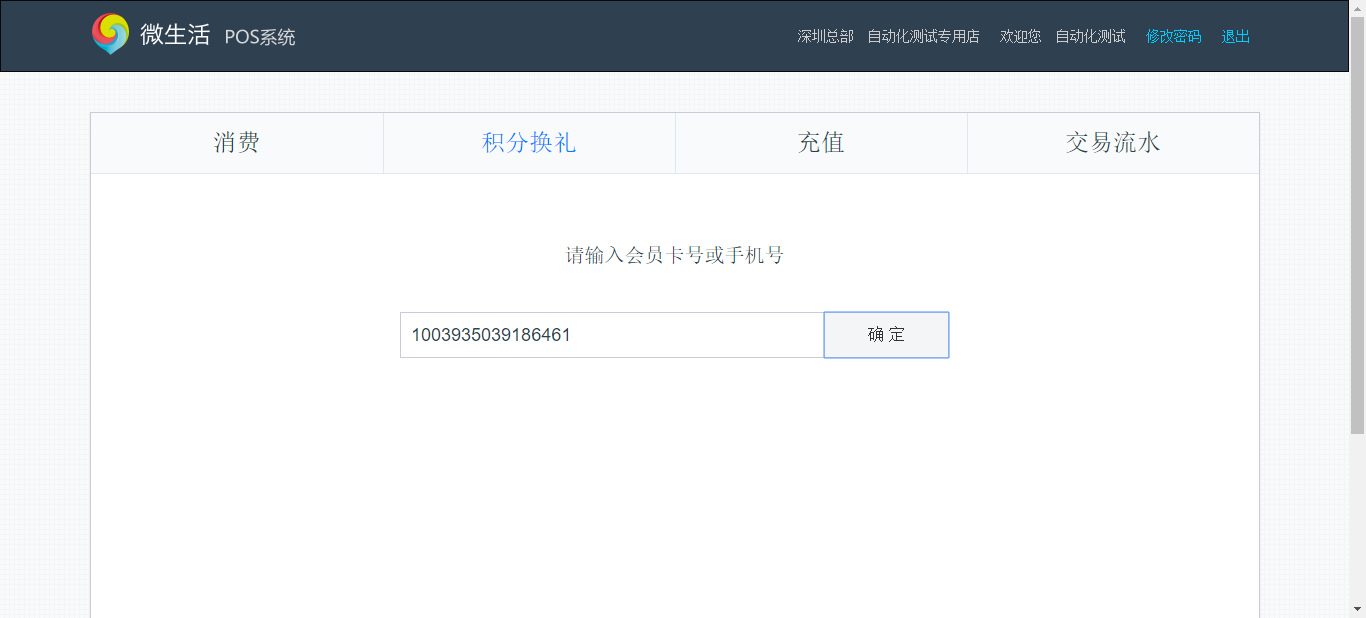 微生活 POS系统 深圳总部 自动化测试专用店 欢迎您 自动化测试 修改密码 退出
消费 积分换礼 充值 交易流水
请输入会员卡号或手机号
1003935039186461 确 定